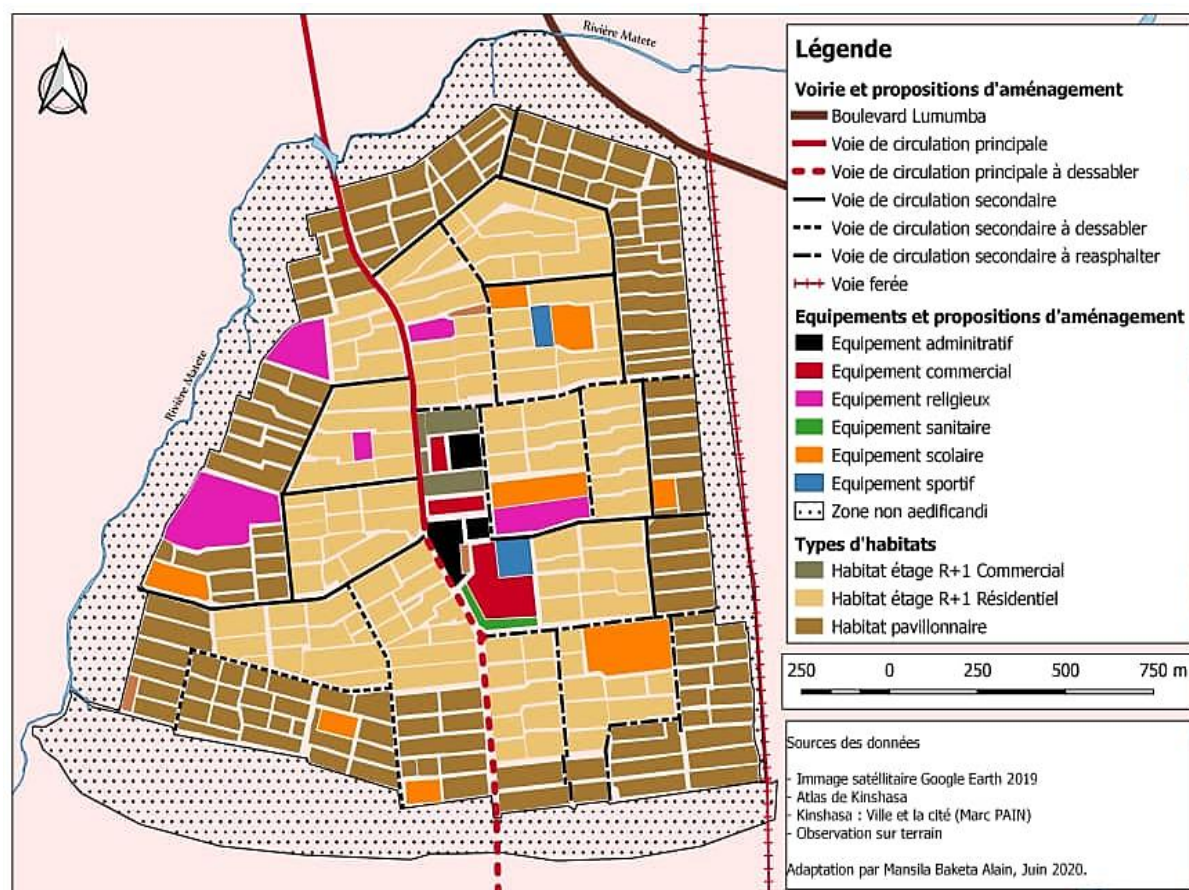 Rivière Matete
Rivière Matete
Légende
Voirie et propositions d'aménagement
Boulevard Lumumba
Voie de circulation principale
Voie de circulation principale à dessabler
Voie de circulation secondaire
Voie de circulation secondaire à dessabler
Voie de circulation secondaire à reasphalter
Voie ferée
Equipements et propositions d'aménagement
Equipement adminitratif
Equipement commercial
Equipement religieux
Equipement sanitaire
Equipement scolaire
Equipement sportif
Zone non aedificandi
Types d'habitats
Habitat étage R+1 Commercial
Habitat étage R+1 Résidentiel
Habitat pavillonnaire
250 0 250 500 750 m
Sources des données
- Immage satéllitaire Google Earth 2019
- Atlas de Kinshasa
- Kinshasa : Ville et la cité (Marc PAIN)
- Observation sur terrain
Adaptation par Mansila Baketa Alain, Juin 2020.